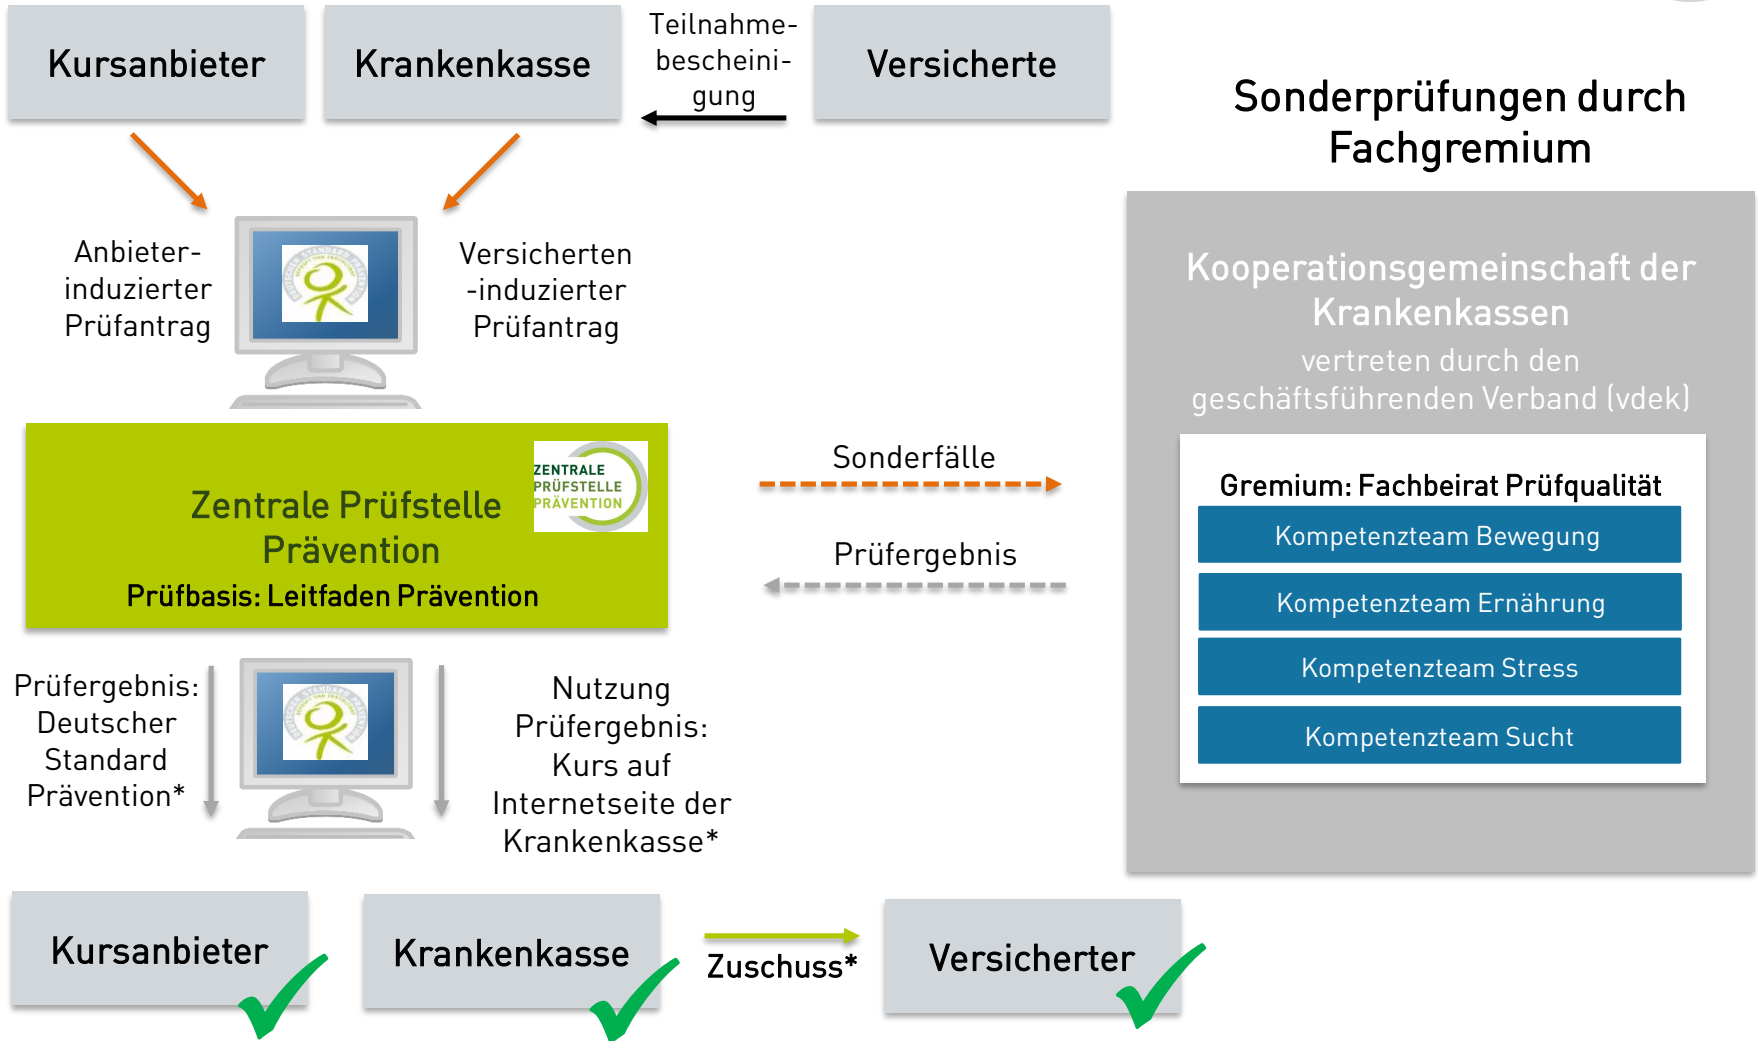 Kursanbieter
Krankenkasse
Teilnahme-
bescheini-
gung
Versicherte
Sonderprüfungen durch
Fachgremium
Anbieter-
induzierter
Prüfantrag
Versicherten
-induzierter
Prüfantrag
Kooperationsgemeinschaft der
Krankenkassen
vertreten durch den
geschäftsführenden Verband (vdek)
Zentrale Prüfstelle
Prävention
Prüfbasis: Leitfaden Prävention
ZENTRALE
PRÜFSTELLE
PRÄVENTION
Sonderfälle
Prüfergebnis
Gremium: Fachbeirat Prüfqualität
Kompetenzteam Bewegung
Kompetenzteam Ernährung
Kompetenzteam Stress
Kompetenzteam Sucht
Prüfergebnis:
Deutscher
Standard
Prävention*
Nutzung
Prüfergebnis:
Kurs auf
Internetseite der
Krankenkasse*
Kursanbieter
Krankenkasse
Zuschuss*
Versicherter